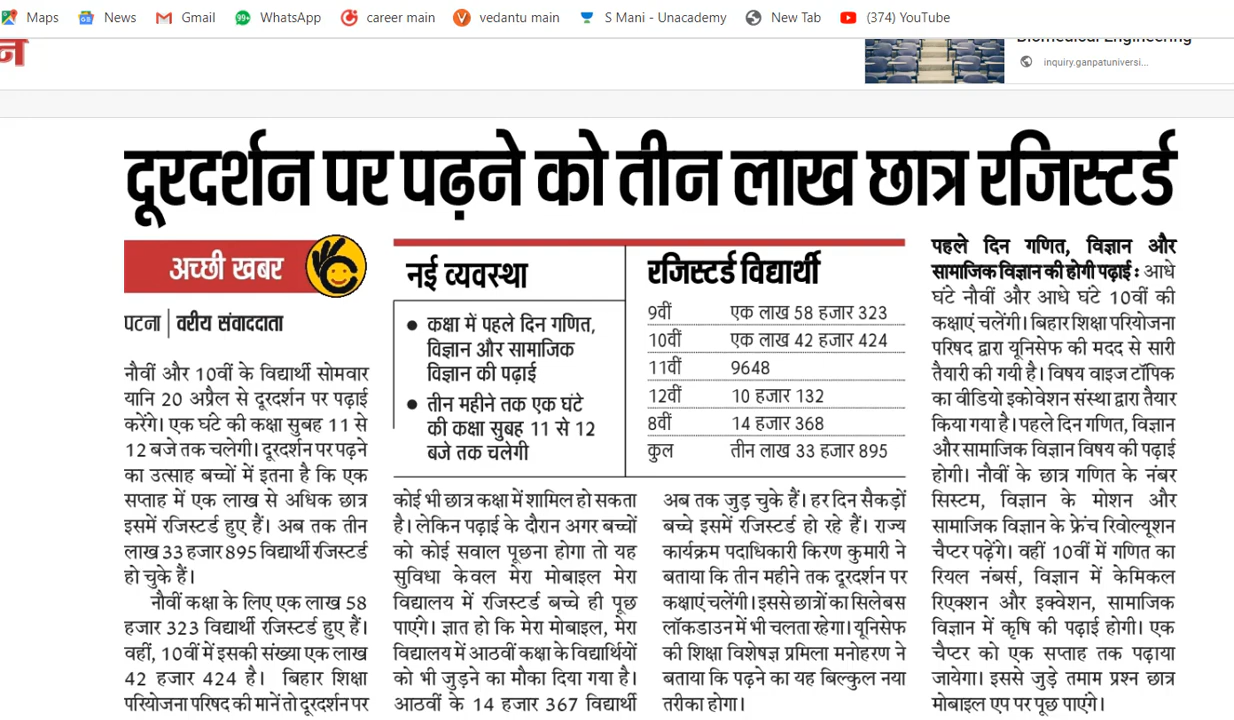 Maps News Gmail WhatsApp career main vedantu main S Mani - Unacademy New Tab (374) YouTube
न
Biomedical Engineering
inquiry.ganpatuniversi...
दूरदर्शन पर पढ़ने को तीन लाख छात्र रजिस्टर्ड
अच्छी खबर
पटना | वरीय संवाददाता
नौवीं और 10वीं के विद्यार्थी सोमवार
यानि 20 अप्रैल से दूरदर्शन पर पढ़ाई
करेंगे। एक घंटे की कक्षा सुबह 11 से
12 बजे तक चलेगी। दूरदर्शन पर पढ़ने
का उत्साह बच्चों में इतना है कि एक
सप्ताह में एक लाख से अधिक छात्र
इसमें रजिस्टर्ड हुए हैं। अब तक तीन
लाख 33 हजार 895 विद्यार्थी रजिस्टर्ड
हो चुके हैं।
नौवीं कक्षा के लिए एक लाख 58
हजार 323 विद्यार्थी रजिस्टर्ड हुए हैं।
वहीं, 10वीं में इसकी संख्या एक लाख
42 हजार 424 है। बिहार शिक्षा
परियोजना परिषद की मानें तो दूरदर्शन पर
नई व्यवस्था
● कक्षा में पहले दिन गणित,
विज्ञान और सामाजिक
विज्ञान की पढ़ाई
● तीन महीने तक एक घंटे
की कक्षा सुबह 11 से 12
बजे तक चलेगी
रजिस्टर्ड विद्यार्थी
9वीं एक लाख 58 हजार 323
10वीं एक लाख 42 हजार 424
11वीं 9648
12वीं 10 हजार 132
8वीं 14 हजार 368
कुल तीन लाख 33 हजार 895
कोई भी छात्र कक्षा में शामिल हो सकता
है। लेकिन पढ़ाई के दौरान अगर बच्चों
को कोई सवाल पूछना होगा तो यह
सुविधा केवल मेरा मोबाइल मेरा
विद्यालय में रजिस्टर्ड बच्चे ही पूछ
पाएंगे। ज्ञात हो कि मेरा मोबाइल, मेरा
विद्यालय में आठवीं कक्षा के विद्यार्थियों
को भी जुड़ने का मौका दिया गया है।
आठवीं के 14 हजार 367 विद्यार्थी
अब तक जुड़ चुके हैं। हर दिन सैकड़ों
बच्चे इसमें रजिस्टर्ड हो रहे हैं। राज्य
कार्यक्रम पदाधिकारी किरण कुमारी ने
बताया कि तीन महीने तक दूरदर्शन पर
कक्षाएं चलेंगी। इससे छात्रों का सिलेबस
लॉकडाउन में भी चलता रहेगा। यूनिसेफ
की शिक्षा विशेषज्ञ प्रमिला मनोहरण ने
बताया कि पढ़ने का यह बिल्कुल नया
तरीका होगा।
पहले दिन गणित, विज्ञान और
सामाजिक विज्ञान की होगी पढ़ाई : आधे
घंटे नौवीं और आधे घंटे 10वीं की
कक्षाएं चलेंगी। बिहार शिक्षा परियोजना
परिषद द्वारा यूनिसेफ की मदद से सारी
तैयारी की गयी है। विषय वाइज टॉपिक
का वीडियो इकोवेशन संस्था द्वारा तैयार
किया गया है। पहले दिन गणित, विज्ञान
और सामाजिक विज्ञान विषय की पढ़ाई
होगी। नौवीं के छात्र गणित के नंबर
सिस्टम, विज्ञान के मोशन और
सामाजिक विज्ञान के फ्रेंच रिवोल्यूशन
चैप्टर पढ़ेंगे। वहीं 10वीं में गणित का
रियल नंबर्स, विज्ञान में केमिकल
रिएक्शन और इक्वेशन, सामाजिक
विज्ञान में कृषि की पढ़ाई होगी। एक
चैप्टर को एक सप्ताह तक पढ़ाया
जायेगा। इससे जुड़े तमाम प्रश्न छात्र
मोबाइल एप पर पूछ पाएंगे।